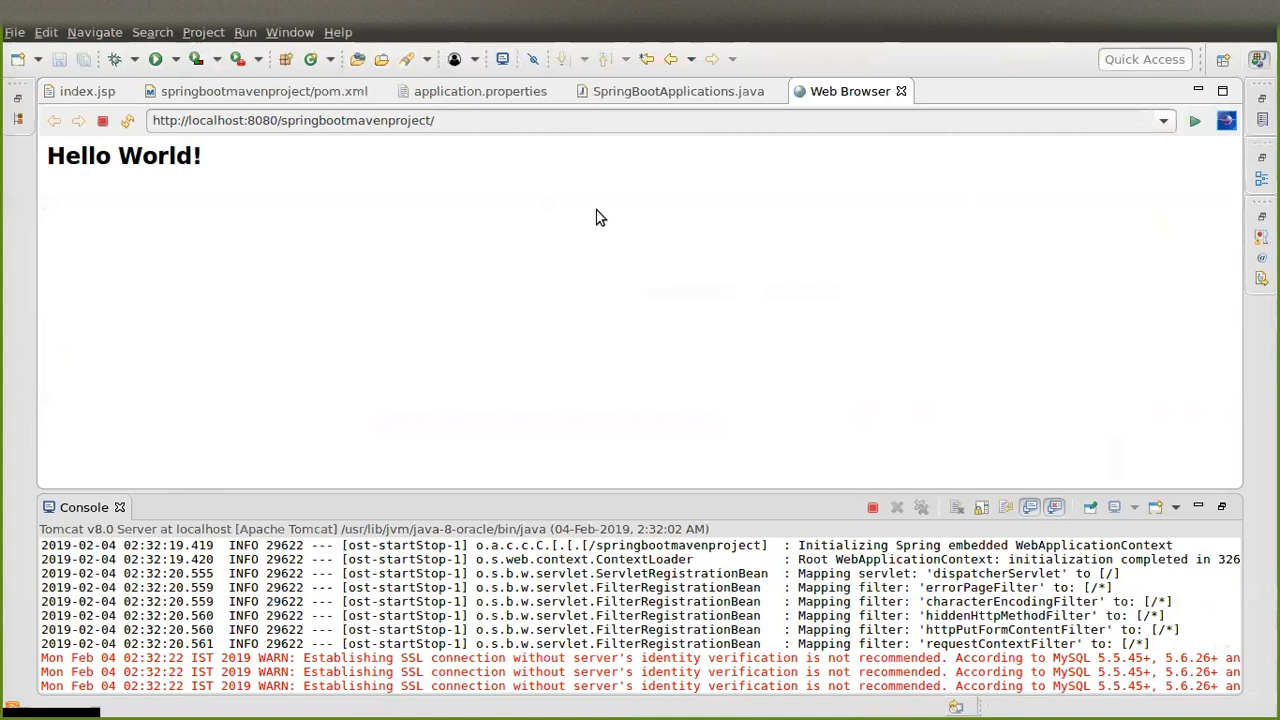 File Edit Navigate Search Project Run Window Help
Quick Access
index.jsp springbootmavenproject/pom.xml application.properties SpringBootApplications.java Web Browser
http://localhost:8080/springbootmavenproject/
Hello World!
Console
Tomcat v8.0 Server at localhost [Apache Tomcat] /usr/lib/jvm/java-8-oracle/bin/java (04-Feb-2019, 2:32:02 AM)
2019-02-04 02:32:19.419 INFO 29622 --- [ost-startStop-1] o.a.c.c.C.[.[.[/springbootmavenproject] : Initializing Spring embedded WebApplicationContext
2019-02-04 02:32:19.420 INFO 29622 --- [ost-startStop-1] o.s.web.context.ContextLoader : Root WebApplicationContext: initialization completed in 326
2019-02-04 02:32:20.555 INFO 29622 --- [ost-startStop-1] o.s.b.w.servlet.ServletRegistrationBean : Mapping servlet: 'dispatcherServlet' to [/]
2019-02-04 02:32:20.559 INFO 29622 --- [ost-startStop-1] o.s.b.w.servlet.FilterRegistrationBean : Mapping filter: 'errorPageFilter' to: [/*]
2019-02-04 02:32:20.559 INFO 29622 --- [ost-startStop-1] o.s.b.w.servlet.FilterRegistrationBean : Mapping filter: 'characterEncodingFilter' to: [/*]
2019-02-04 02:32:20.560 INFO 29622 --- [ost-startStop-1] o.s.b.w.servlet.FilterRegistrationBean : Mapping filter: 'hiddenHttpMethodFilter' to: [/*]
2019-02-04 02:32:20.560 INFO 29622 --- [ost-startStop-1] o.s.b.w.servlet.FilterRegistrationBean : Mapping filter: 'httpPutFormContentFilter' to: [/*]
2019-02-04 02:32:20.561 INFO 29622 --- [ost-startStop-1] o.s.b.w.servlet.FilterRegistrationBean : Mapping filter: 'requestContextFilter' to: [/*]
Mon Feb 04 02:32:22 IST 2019 WARN: Establishing SSL connection without server's identity verification is not recommended. According to MySQL 5.5.45+, 5.6.26+ an
Mon Feb 04 02:32:22 IST 2019 WARN: Establishing SSL connection without server's identity verification is not recommended. According to MySQL 5.5.45+, 5.6.26+ an
Mon Feb 04 02:32:22 IST 2019 WARN: Establishing SSL connection without server's identity verification is not recommended. According to MySQL 5.5.45+, 5.6.26+ an